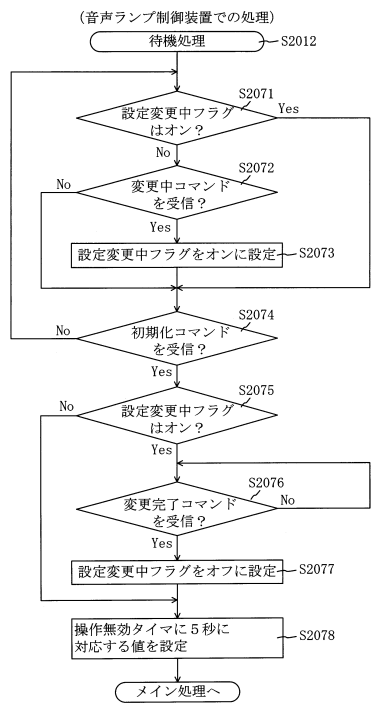 (音声ランプ制御装置での処理)
待機処理
S2012
S2071
設定変更中フラグ
はオン？
Yes
No
S2072
変更中コマンド
を受信？
No
Yes
設定変更中フラグをオンに設定
S2073
S2074
初期化コマンド
を受信？
No
Yes
S2075
設定変更中フラグ
はオン？
No
Yes
S2076
変更完了コマンド
を受信？
No
Yes
設定変更中フラグをオフに設定
S2077
操作無効タイマに５秒に
対応する値を設定
S2078
メイン処理へ